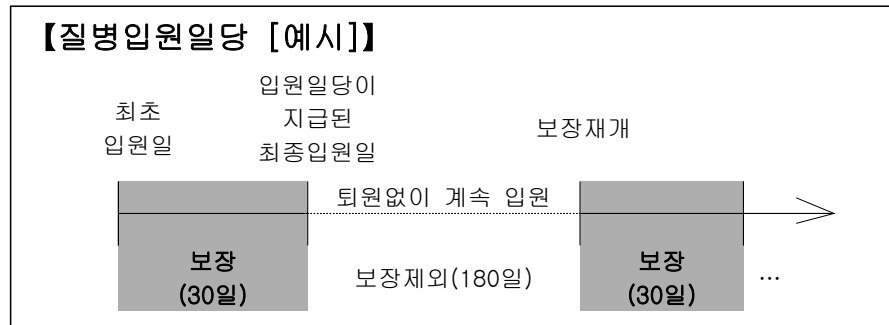 【질병입원일당 [예시]】
최초
입원일
입원일당이
지급된
최종입원일
보장재개
퇴원없이 계속 입원
보장
(30일)
보장제외(180일)
보장
(30일)
…